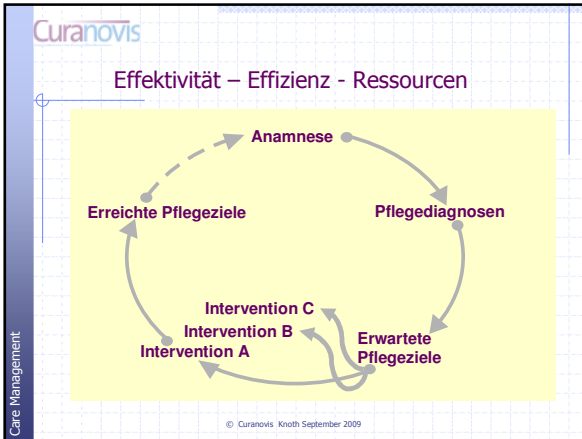 Curanovis
Effektivität – Effizienz - Ressourcen
Anamnese
Erreichte Pflegeziele
Pflegediagnosen
Intervention C
Intervention B
Intervention A
Erwartete
Pflegeziele
Care Management
© Curanovis Knoth September 2009